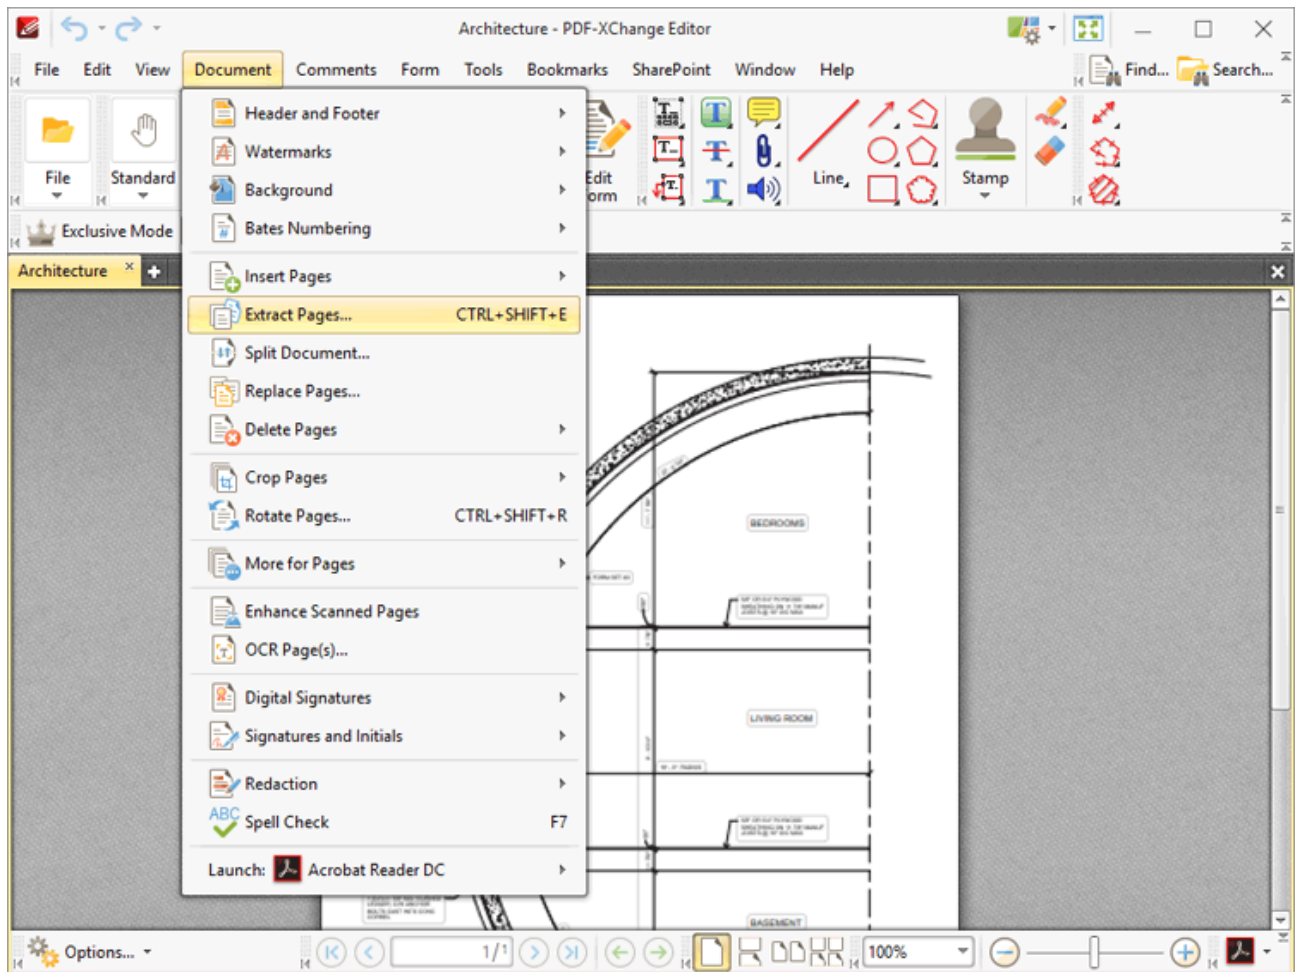 Architecture - PDF-XChange Editor
File Edit View Document Comments Form Tools Bookmarks SharePoint Window Help Find... Search...
Header and Footer
Watermarks
Background
Bates Numbering
Insert Pages
Extract Pages... CTRL+SHIFT+E
Split Document...
Replace Pages...
Delete Pages
Crop Pages
Rotate Pages... CTRL+SHIFT+R
More for Pages
Enhance Scanned Pages
OCR Page(s)...
Digital Signatures
Signatures and Initials
Redaction
ABC Spell Check F7
Launch: Acrobat Reader DC
File Standard Edit Line Stamp
Exclusive Mode
Architecture
BEDROOMS
LIVING ROOM
BASEMENT
Options... 1/1 100%